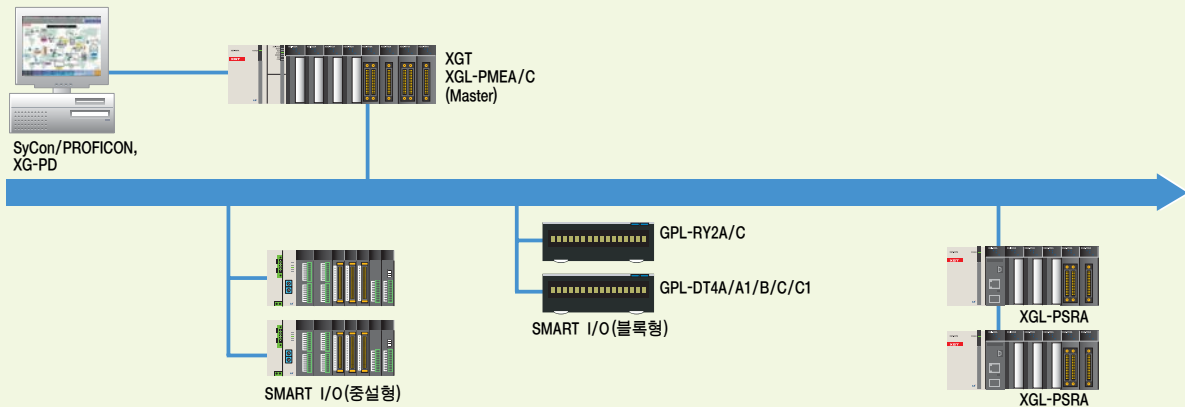 XGT
XGL-PMEA/C
(Master)
SyCon/PROFICON,
XG-PD
GPL-RY2A/C
GPL-DT4A/A1/B/C/C1
SMART I/O(블록형)
SMART I/O(중설형)
XGL-PSRA
XGL-PSRA